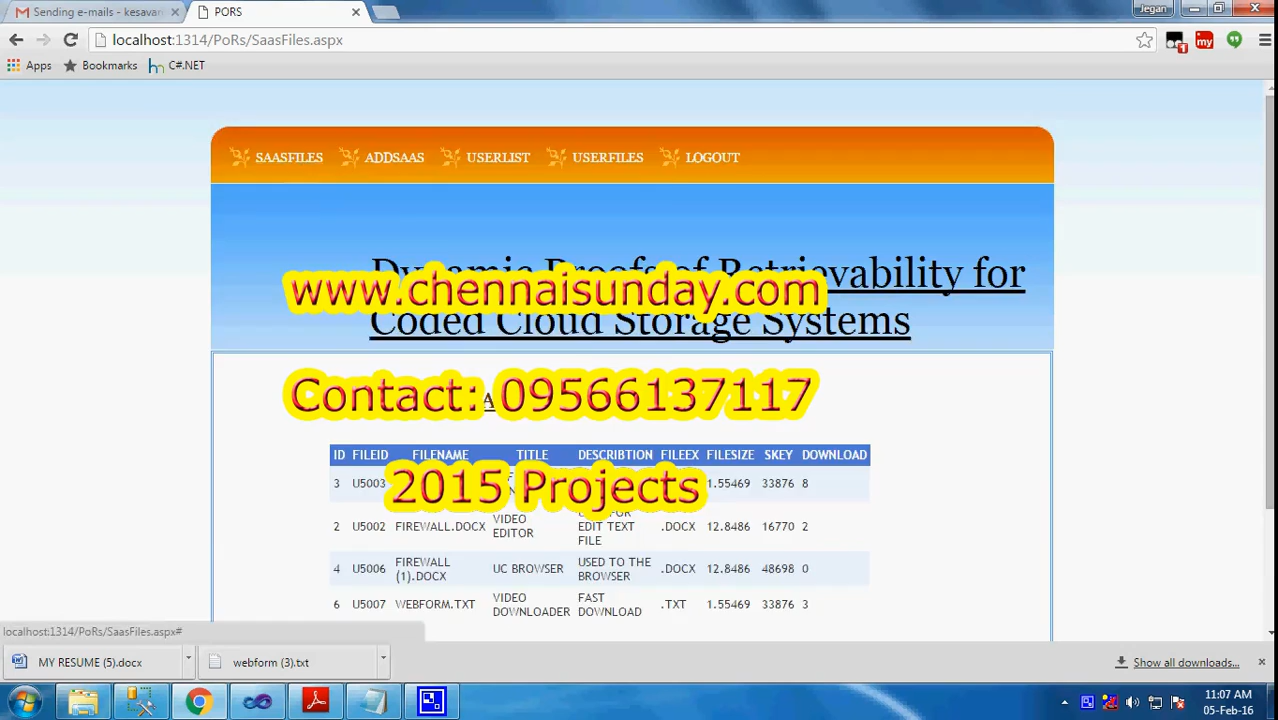 Sending e-mails - kesavar
PORS
Jegan
localhost:1314/PoRs/SaasFiles.aspx
my
1
Apps
Bookmarks
hn C#.NET
SAASFILES
ADDSAAS
USERLIST
USERFILES
LOGOUT
Dynamic Proofs of Retrievability for
www.chennaisunday.com
Coded Cloud Storage Systems
Contact: 09566137117
ID FILEID FILENAME TITLE DESCRIBTION FILEEX FILESIZE SKEY DOWNLOAD
3 U5003 1.55469 33876 8
2015 Projects
2 U5002 FIREWALL.DOCX VIDEO EDITOR EDIT TEXT FILE .DOCX 12.8486 16770 2
4 U5006 FIREWALL (1).DOCX UC BROWSER USED TO THE BROWSER .DOCX 12.8486 48698 0
6 U5007 WEBFORM.TXT VIDEO DOWNLOADER FAST DOWNLOAD .TXT 1.55469 33876 3
localhost:1314/PoRs/SaasFiles.aspx#
MY RESUME (5).docx
webform (3).txt
Show all downloads...
11:07 AM
05-Feb-16